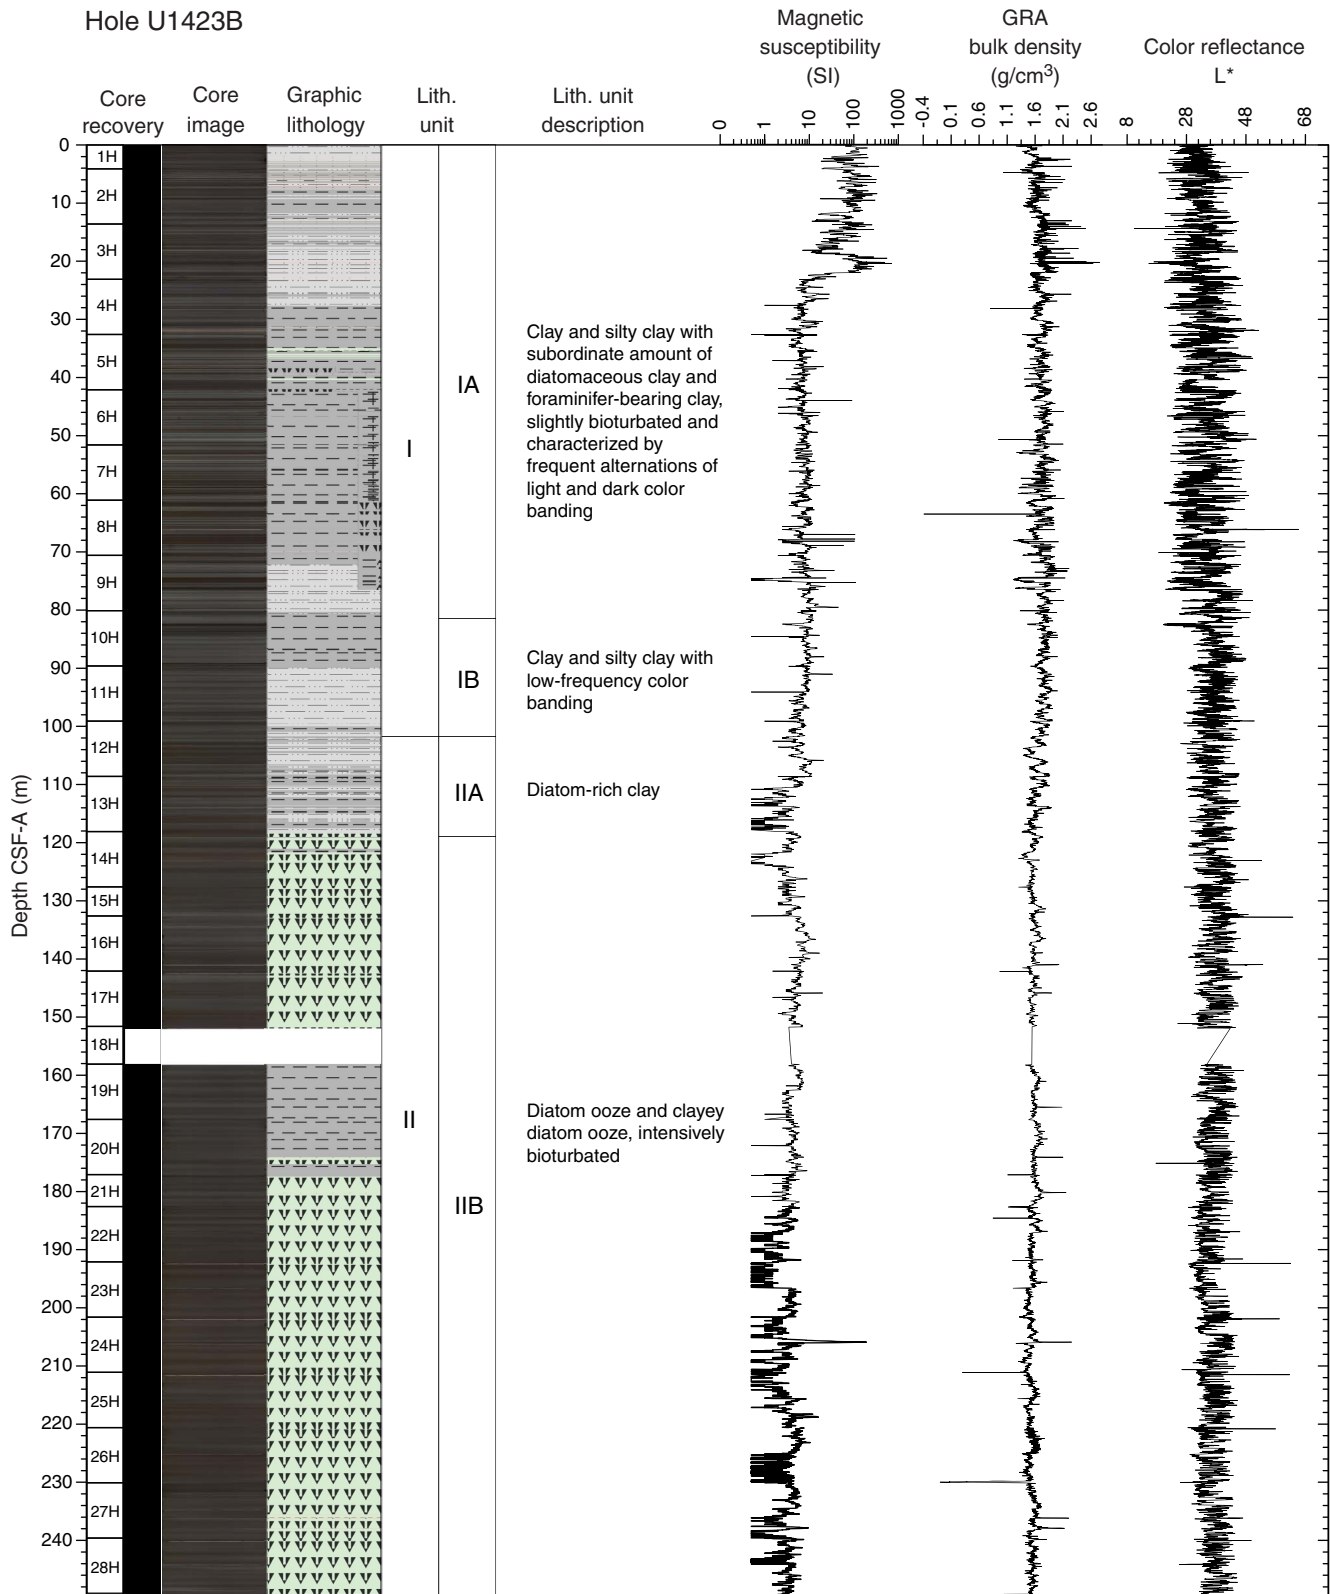 Hole U1423B
Magnetic
susceptibility
(SI)
GRA
bulk density
(g/cm³)
Color reflectance
L*
Core
recovery
Core
image
Graphic
lithology
Lith.
unit
Lith. unit
description
0
1
10
100
1000
-0.4
0.1
0.6
1.1
1.6
2.1
2.6
8
28
48
68
Depth CSF-A (m)
0
10
20
30
40
50
60
70
80
90
100
110
120
130
140
150
160
170
180
190
200
210
220
230
240
1H
2H
3H
4H
5H
6H
7H
8H
9H
10H
11H
12H
13H
14H
15H
16H
17H
18H
19H
20H
21H
22H
23H
24H
25H
26H
27H
28H
I
II
IA
IB
IIA
IIB
Clay and silty clay with
subordinate amount of
diatomaceous clay and
foraminifer-bearing clay,
slightly bioturbated and
characterized by
frequent alternations of
light and dark color
banding
Clay and silty clay with
low-frequency color
banding
Diatom-rich clay
Diatom ooze and clayey
diatom ooze, intensively
bioturbated